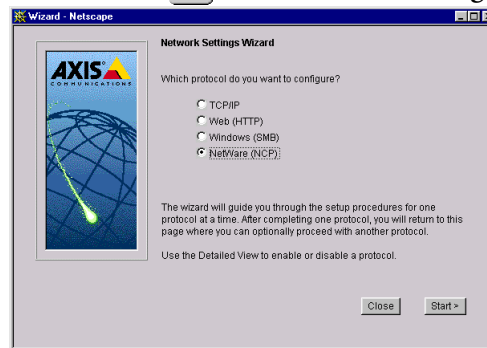 Wizard - Netscape
AXIS
COMMUNICATIONS
Network Settings Wizard
Which protocol do you want to configure?
TCP/IP
Web (HTTP)
Windows (SMB)
NetWare (NCP)
The wizard will guide you through the setup procedures for one
protocol at a time. After completing one protocol, you will return to this
page where you can optionally proceed with another protocol.
Use the Detailed View to enable or disable a protocol.
Close
Start >